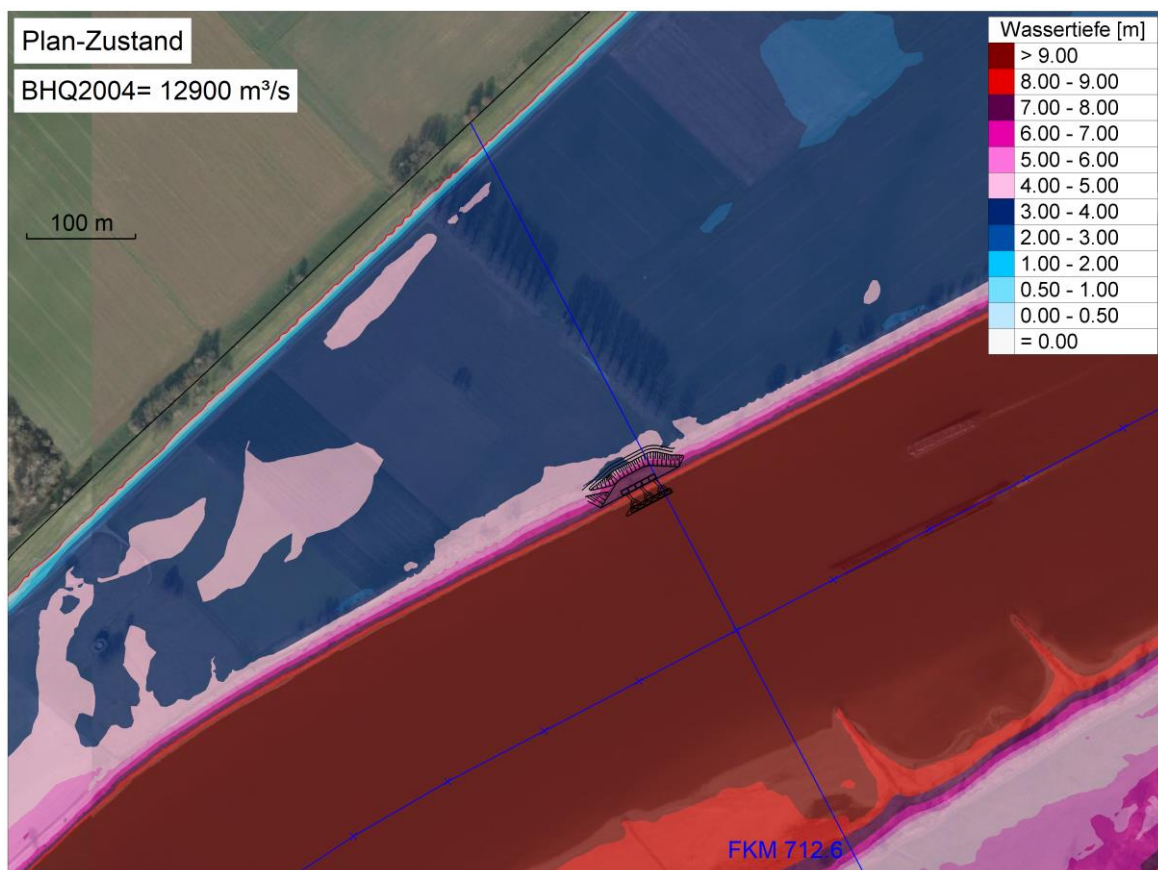 Plan-Zustand
BHQ2004= 12900 m³/s
100 m
Wassertiefe [m]
> 9.00
8.00 - 9.00
7.00 - 8.00
6.00 - 7.00
5.00 - 6.00
4.00 - 5.00
3.00 - 4.00
2.00 - 3.00
1.00 - 2.00
0.50 - 1.00
0.00 - 0.50
= 0.00
FKM 712.6